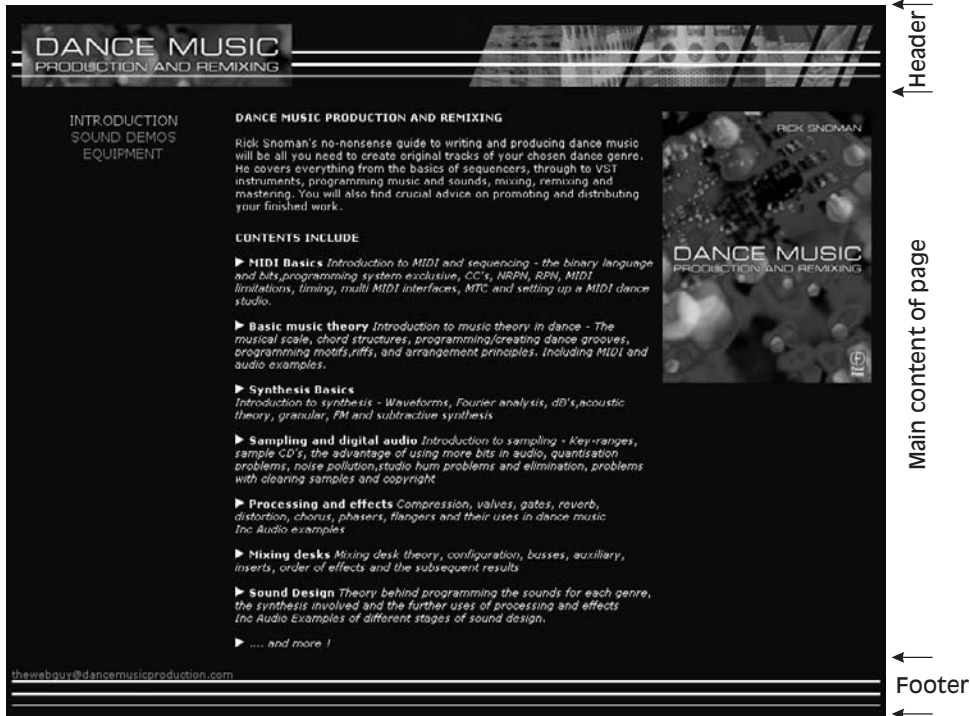 DANCE MUSIC
PRODUCTION AND REMIXING
Header
INTRODUCTION
SOUND DEMOS
EQUIPMENT
DANCE MUSIC PRODUCTION AND REMIXING
Rick Snoman's no-nonsense guide to writing and producing dance music
will be all you need to create original tracks of your chosen dance genre.
He covers everything from the basics of sequencers, through to VST
instruments, programming music and sounds, mixing, remixing and
mastering. You will also find crucial advice on promoting and distributing
your finished work.
CONTENTS INCLUDE
▶ MIDI Basics Introduction to MIDI and sequencing - the binary language
and bits,programming system exclusive, CC's, NRPN, RPN, MIDI
limitations, timing, multi MIDI interfaces, MTC and setting up a MIDI dance
studio.
▶ Basic music theory Introduction to music theory in dance - The
musical scale, chord structures, programming/creating dance grooves,
programming motifs,riffs, and arrangement principles. Including MIDI and
audio examples.
▶ Synthesis Basics
Introduction to synthesis - Waveforms, Fourier analysis, dB's,acoustic
theory, granular, FM and subtractive synthesis
▶ Sampling and digital audio Introduction to sampling - Key-ranges,
sample CD's, the advantage of using more bits in audio, quantisation
problems, noise pollution,studio hum problems and elimination, problems
with clearing samples and copyright
▶ Processing and effects Compression, valves, gates, reverb,
distortion, chorus, phasers, flangers and their uses in dance music
Inc Audio examples
▶ Mixing desks Mixing desk theory, configuration, busses, auxiliary,
inserts, order of effects and the subsequent results
▶ Sound Design Theory behind programming the sounds for each genre,
the synthesis involved and the further uses of processing and effects
Inc Audio Examples of different stages of sound design.
▶ .... and more !
RICK SNOMAN
DANCE MUSIC
PRODUCTION AND REMIXING
Focal
Press
Main content of page
thewebguy@dancemusicproduction.com
Footer